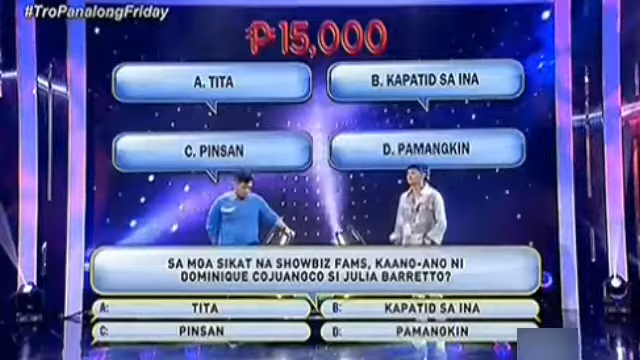 #TroPanalongFriday
₱15,000
A. TITA
B. KAPATID SA INA
C. PINSAN
D. PAMANGKIN
SA MGA SIKAT NA SHOWBIZ FAMS, KAANO-ANO NI
DOMINIQUE COJUANGCO SI JULIA BARRETTO?
A: TITA
B: KAPATID SA INA
C: PINSAN
D: PAMANGKIN